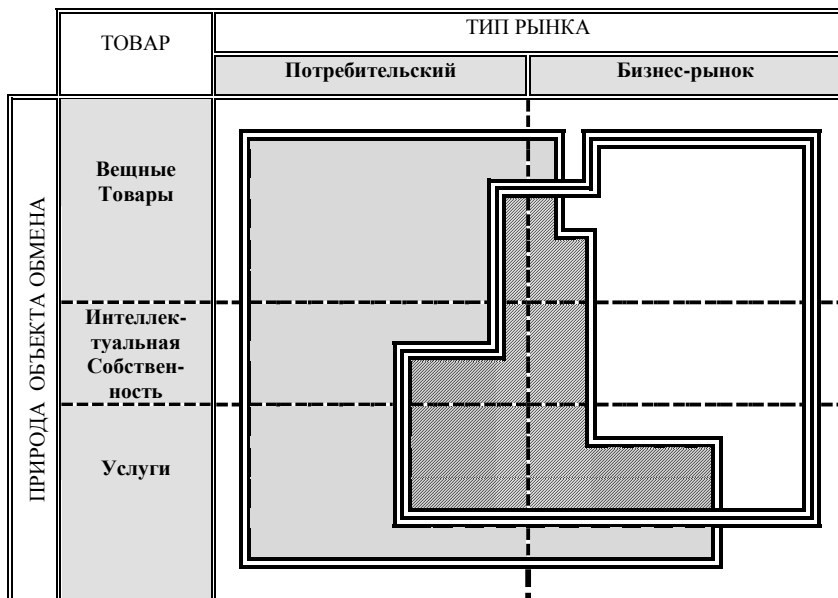 ТОВАР
ТИП РЫНКА
Потребительский
Бизнес-рынок
ПРИРОДА ОБЪЕКТА ОБМЕНА
Вещные
Товары
Интеллек-
туальная
Собствен-
ность
Услуги